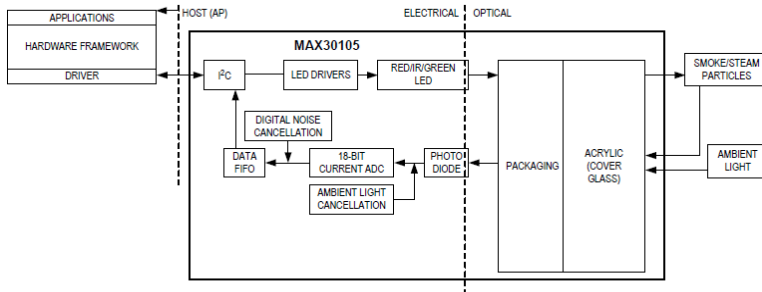 APPLICATIONS
HARDWARE FRAMEWORK
DRIVER
HOST (AP)
ELECTRICAL
OPTICAL
MAX30105
I²C
LED DRIVERS
RED/IR/GREEN
LED
SMOKE/STEAM
PARTICLES
DIGITAL NOISE
CANCELLATION
DATA
FIFO
18-BIT
CURRENT ADC
PHOTO
DIODE
AMBIENT LIGHT
CANCELLATION
PACKAGING
ACRYLIC
(COVER
GLASS)
AMBIENT
LIGHT